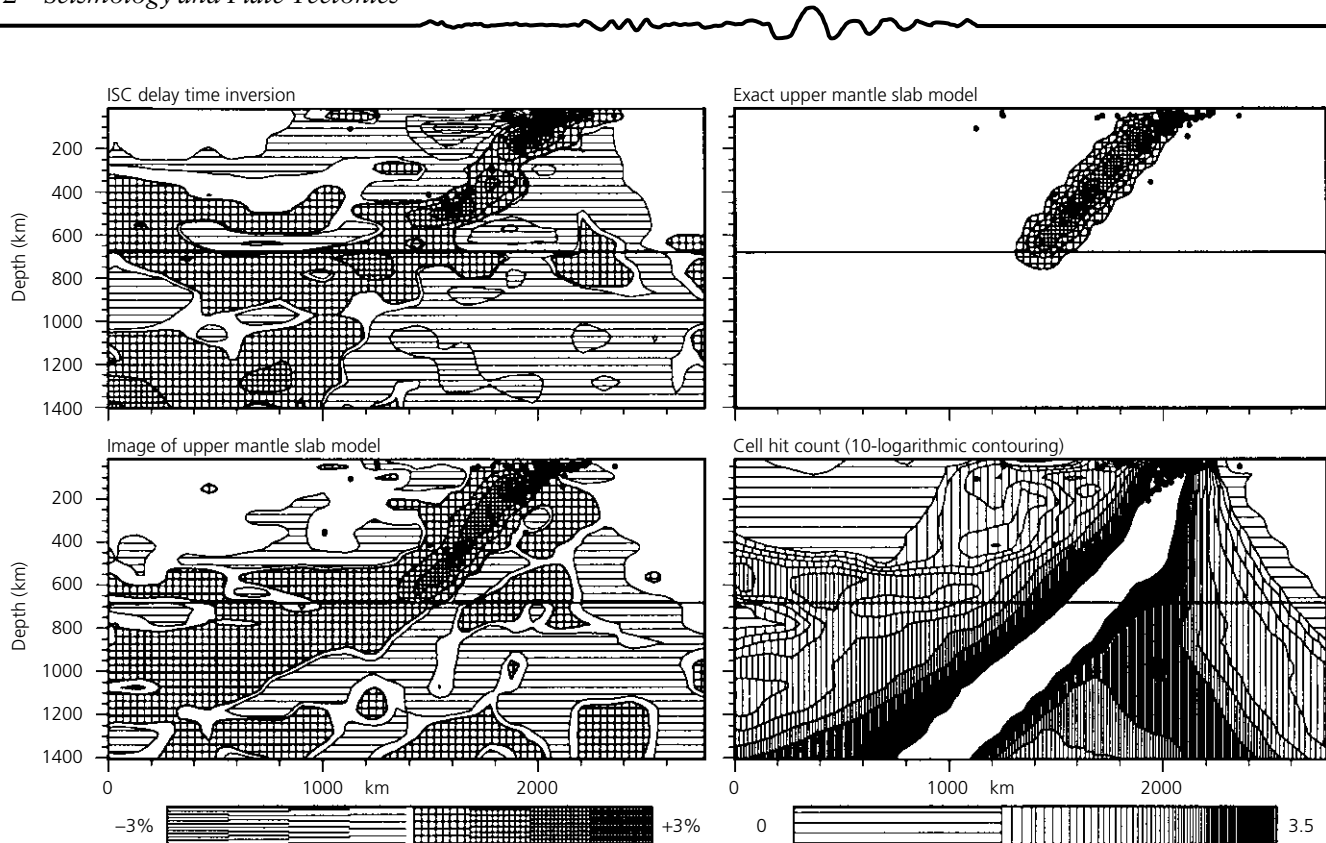 2 Seismology and Plate Tectonics
ISC delay time inversion
Exact upper mantle slab model
200
400
600
800
1000
1200
1400
Depth (km)
Image of upper mantle slab model
Cell hit count (10-logarithmic contouring)
200
400
600
800
1000
1200
1400
Depth (km)
0 1000 km 2000
0 1000 km 2000
–3% +3%
0 3.5